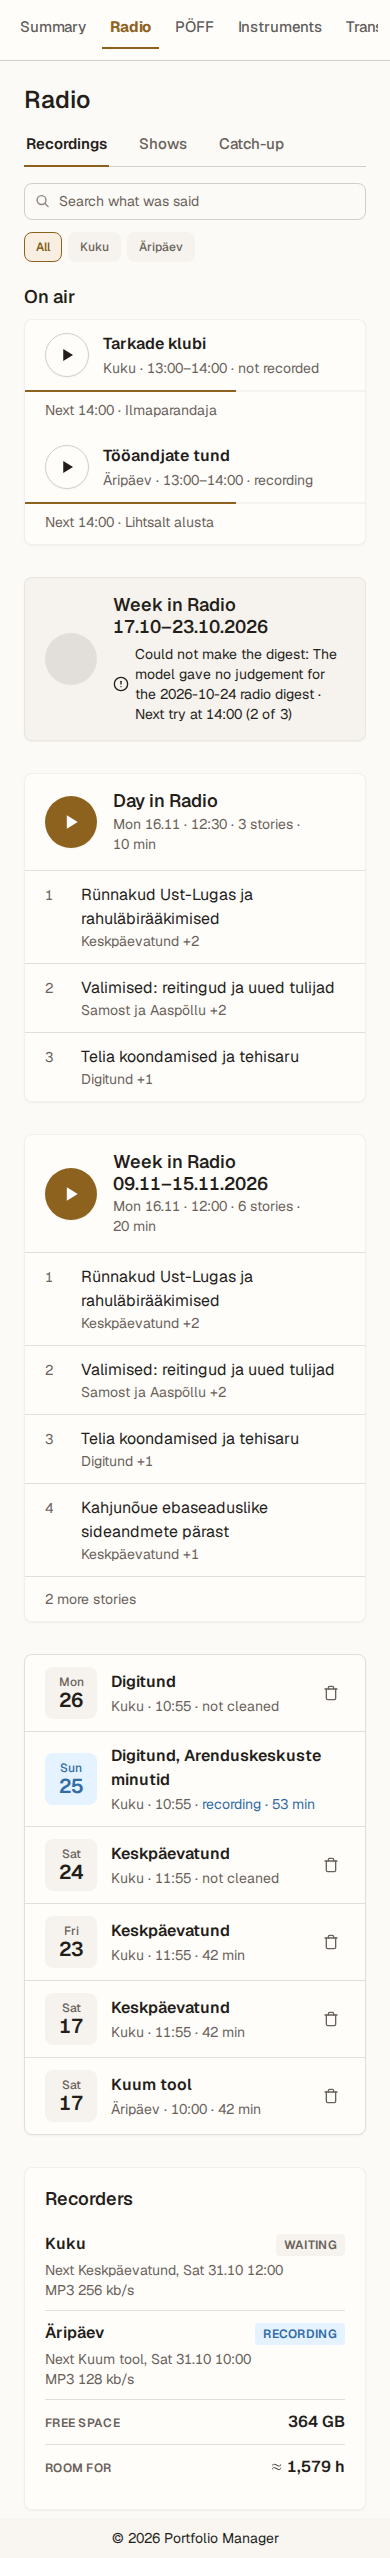 Summary Radio PÖFF Instruments Trans
Radio
Recordings Shows Catch-up
Search what was said
All Kuku Äripäev
On air
Tarkade klubi
Kuku · 13:00–14:00 · not recorded
Next 14:00 · Ilmaparandaja
Tööandjate tund
Äripäev · 13:00–14:00 · recording
Next 14:00 · Lihtsalt alusta
Week in Radio
17.10–23.10.2026
Could not make the digest: The
model gave no judgement for
the 2026-10-24 radio digest ·
Next try at 14:00 (2 of 3)
Day in Radio
Mon 16.11 · 12:30 · 3 stories ·
10 min
1 Rünnakud Ust-Lugas ja
rahuläbirääkimised
Keskpäevatund +2
2 Valimised: reitingud ja uued tulijad
Samost ja Aaspõllu +2
3 Telia koondamised ja tehisaru
Digitund +1
Week in Radio
09.11–15.11.2026
Mon 16.11 · 12:00 · 6 stories ·
20 min
1 Rünnakud Ust-Lugas ja
rahuläbirääkimised
Keskpäevatund +2
2 Valimised: reitingud ja uued tulijad
Samost ja Aaspõllu +2
3 Telia koondamised ja tehisaru
Digitund +1
4 Kahjunõue ebaseaduslike
sideandmete pärast
Keskpäevatund +1
2 more stories
Mon
26
Digitund
Kuku · 10:55 · not cleaned
Sun
25
Digitund, Arenduskeskuste
minutid
Kuku · 10:55 · recording · 53 min
Sat
24
Keskpäevatund
Kuku · 11:55 · not cleaned
Fri
23
Keskpäevatund
Kuku · 11:55 · 42 min
Sat
17
Keskpäevatund
Kuku · 11:55 · 42 min
Sat
17
Kuum tool
Äripäev · 10:00 · 42 min
Recorders
Kuku WAITING
Next Keskpäevatund, Sat 31.10 12:00
MP3 256 kb/s
Äripäev RECORDING
Next Kuum tool, Sat 31.10 10:00
MP3 128 kb/s
FREE SPACE 364 GB
ROOM FOR ≈ 1,579 h
© 2026 Portfolio Manager